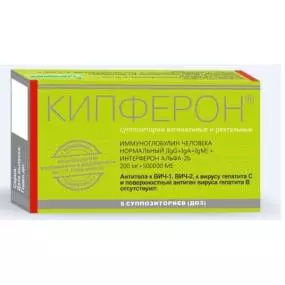 КИПФЕРОН®
суппозитории вагинальные и ректальные
ИММУНОГЛОБУЛИН ЧЕЛОВЕКА
НОРМАЛЬНЫЙ [IgG+IgA+IgM] +
ИНТЕРФЕРОН АЛЬФА-2b
200 мг + 500000 МЕ
Антитела к ВИЧ-1, ВИЧ-2, к вирусу гепатита С
и поверхностный антиген вируса гепатита В
отсутствуют.
5 СУППОЗИТОРИЕВ (ДОЗ)